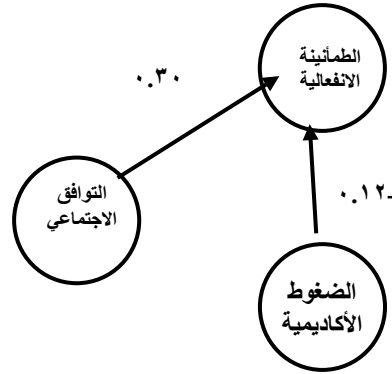 الطمأنينة
الانفعالية
٠.٣٠
التوافق
الاجتماعي
-٠.١٢
الضغوط
الأكاديمية